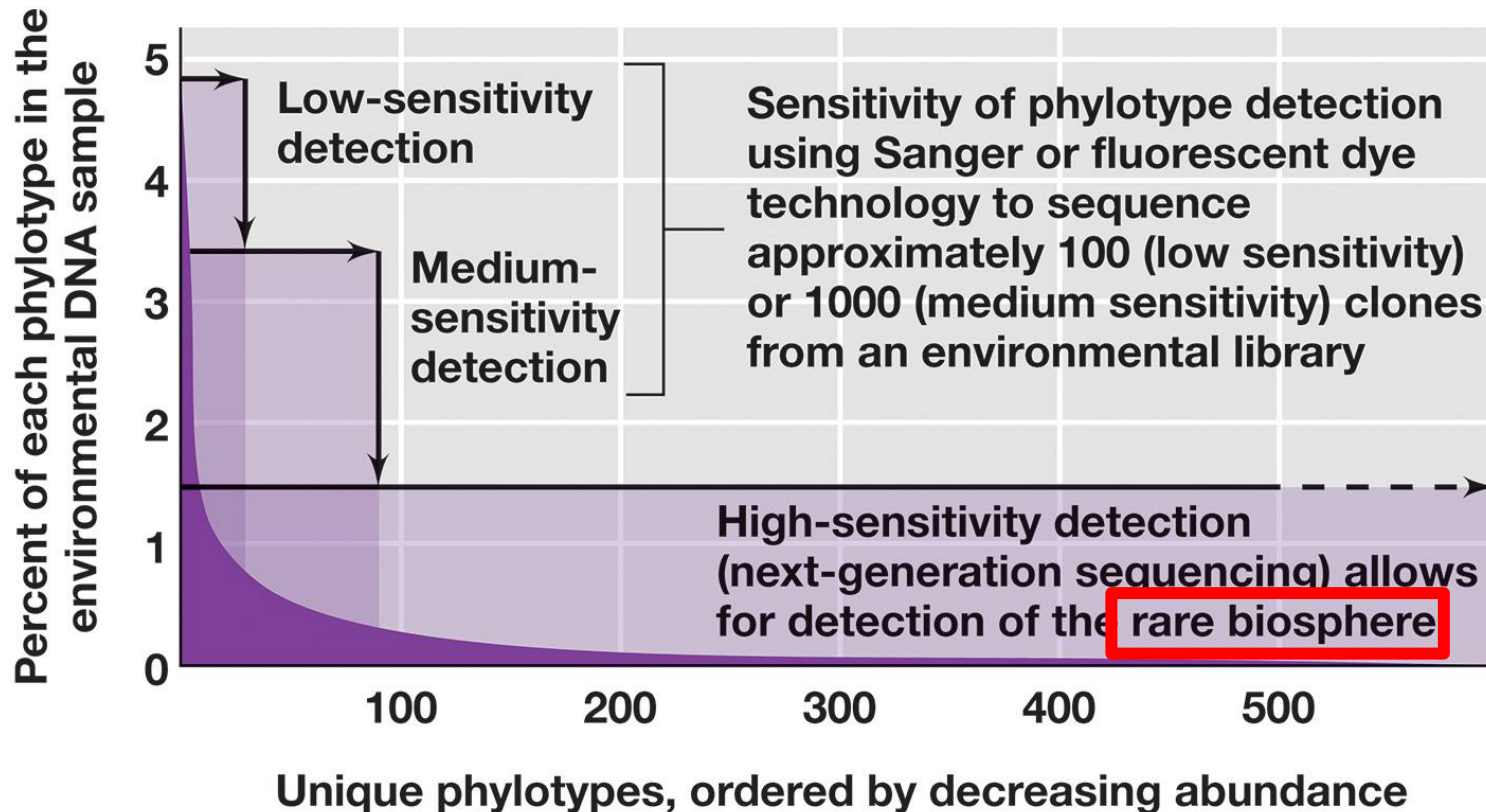 Percent of each phylotype in the
environmental DNA sample
5
4
3
2
1
0
Low-sensitivity
detection
Medium-
sensitivity
detection
Sensitivity of phylotype detection
using Sanger or fluorescent dye
technology to sequence
approximately 100 (low sensitivity)
or 1000 (medium sensitivity) clones
from an environmental library
High-sensitivity detection
(next-generation sequencing) allows
for detection of the rare biosphere
100 200 300 400 500
Unique phylotypes, ordered by decreasing abundance